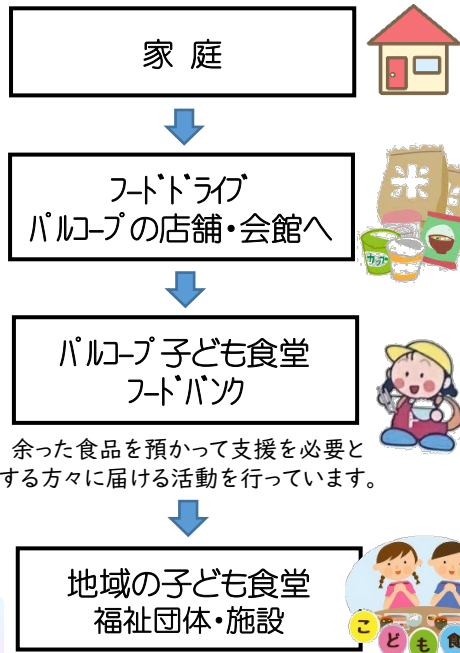 家 庭
フードドライブ
パルコープの店舗・会館へ
米
カップ
パルコープ 子ども食堂
フードバンク
余った食品を預かって支援を必要と
する方々に届ける活動を行っています。
地域の子ども食堂
福祉団体・施設
こども食